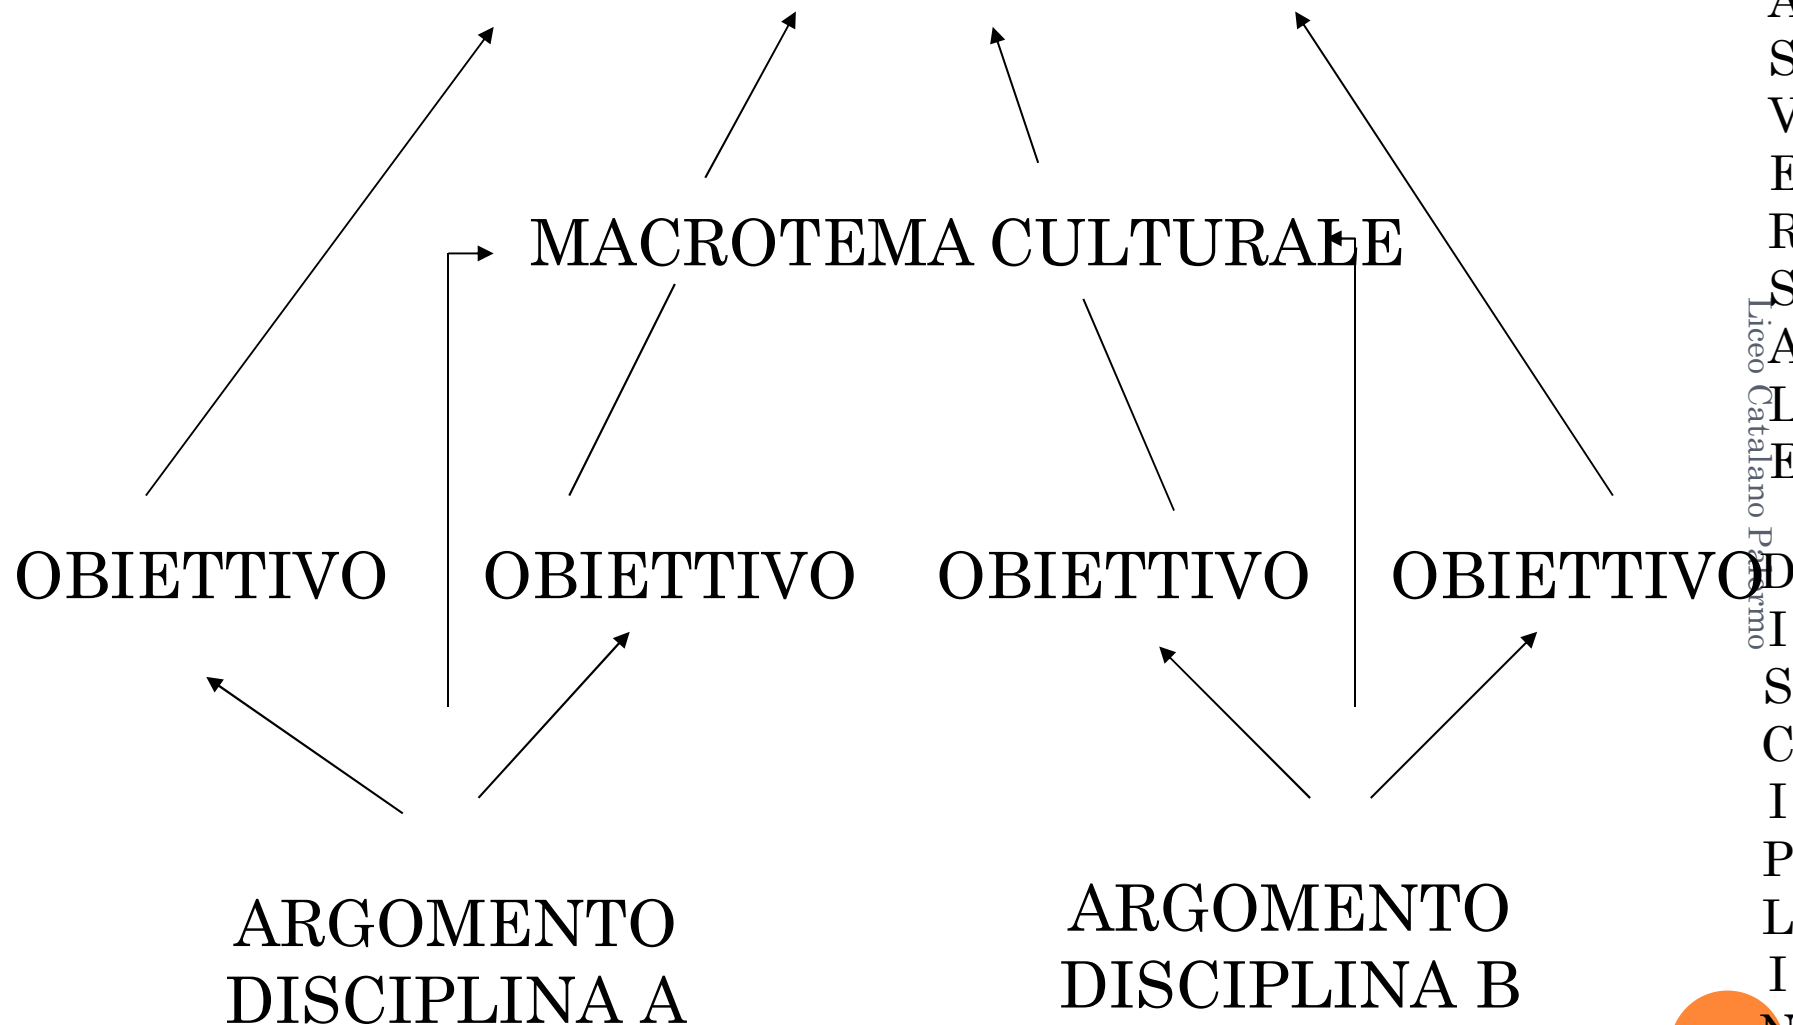 MACROTEMA CULTURALE
OBIETTIVO OBIETTIVO OBIETTIVO OBIETTIVO
ARGOMENTO
DISCIPLINA A
ARGOMENTO
DISCIPLINA B
A
S
V
E
R
S
A
L
E
D
I
S
C
I
P
L
I
N
Liceo Catalano Palermo